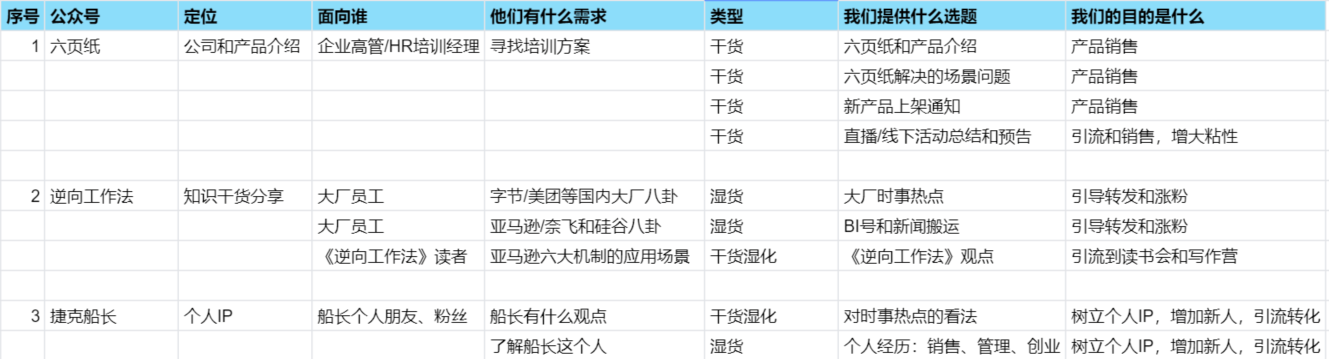 序号 公众号 定位 面向谁 他们有什么需求 类型 我们提供什么选题 我们的目的是什么
1 六页纸 公司和产品介绍 企业高管/HR培训经理 寻找培训方案 干货 六页纸和产品介绍 产品销售
干货 六页纸解决的场景问题 产品销售
干货 新产品上架通知 产品销售
干货 直播/线下活动总结和预告 引流和销售，增大粘性
2 逆向工作法 知识干货分享 大厂员工 字节/美团等国内大厂八卦 湿货 大厂时事热点 引导转发和涨粉
大厂员工 亚马逊/奈飞和硅谷八卦 湿货 BI号和新闻搬运 引导转发和涨粉
《逆向工作法》读者 亚马逊六大机制的应用场景 干货湿化 《逆向工作法》观点 引流到读书会和写作营
3 捷克船长 个人IP 船长个人朋友、粉丝 船长有什么观点 干货湿化 对时事热点的看法 树立个人IP，增加新人，引流转化
了解船长这个人 湿货 个人经历：销售、管理、创业 树立个人IP，增加新人，引流转化